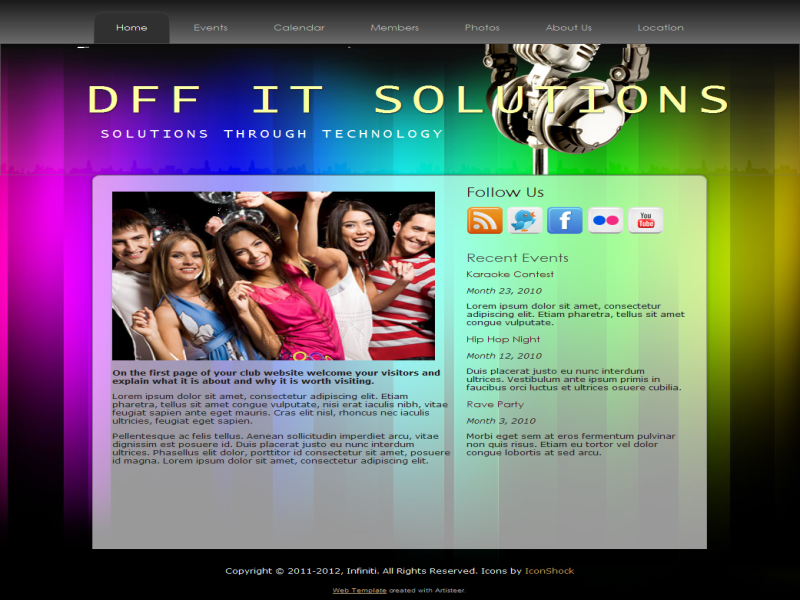 Home Events Calendar Members Photos About Us Location
DFF IT SOLUTIONS
SOLUTIONS THROUGH TECHNOLOGY
On the first page of your club website welcome your visitors and
explain what it is about and why it is worth visiting.
Lorem ipsum dolor sit amet, consectetur adipiscing elit. Etiam
pharetra, tellus sit amet congue vulputate, nisi erat iaculis nibh, vitae
feugiat sapien ante eget mauris. Cras elit nisl, rhoncus nec iaculis
ultricies, feugiat eget sapien.
Pellentesque ac felis tellus. Aenean sollicitudin imperdiet arcu, vitae
dignissim est posuere id. Duis placerat justo eu nunc interdum
ultrices. Phasellus elit dolor, porttitor id consectetur sit amet, posuere
id magna. Lorem ipsum dolor sit amet, consectetur adipiscing elit.
Follow Us
You
Tube
Recent Events
Karaoke Contest
Month 23, 2010
Lorem ipsum dolor sit amet, consectetur
adipiscing elit. Etiam pharetra, tellus sit amet
congue vulputate.
Hip Hop Night
Month 12, 2010
Duis placerat justo eu nunc interdum
ultrices. Vestibulum ante ipsum primis in
faucibus orci luctus et ultrices osuere cubilia.
Rave Party
Month 3, 2010
Morbi eget sem at eros fermentum pulvinar
non quis risus. Etiam eu tortor vel dolor
congue lobortis at sed arcu.
Copyright © 2011-2012, Infiniti. All Rights Reserved. Icons by IconShock
Web Template created with Artisteer.